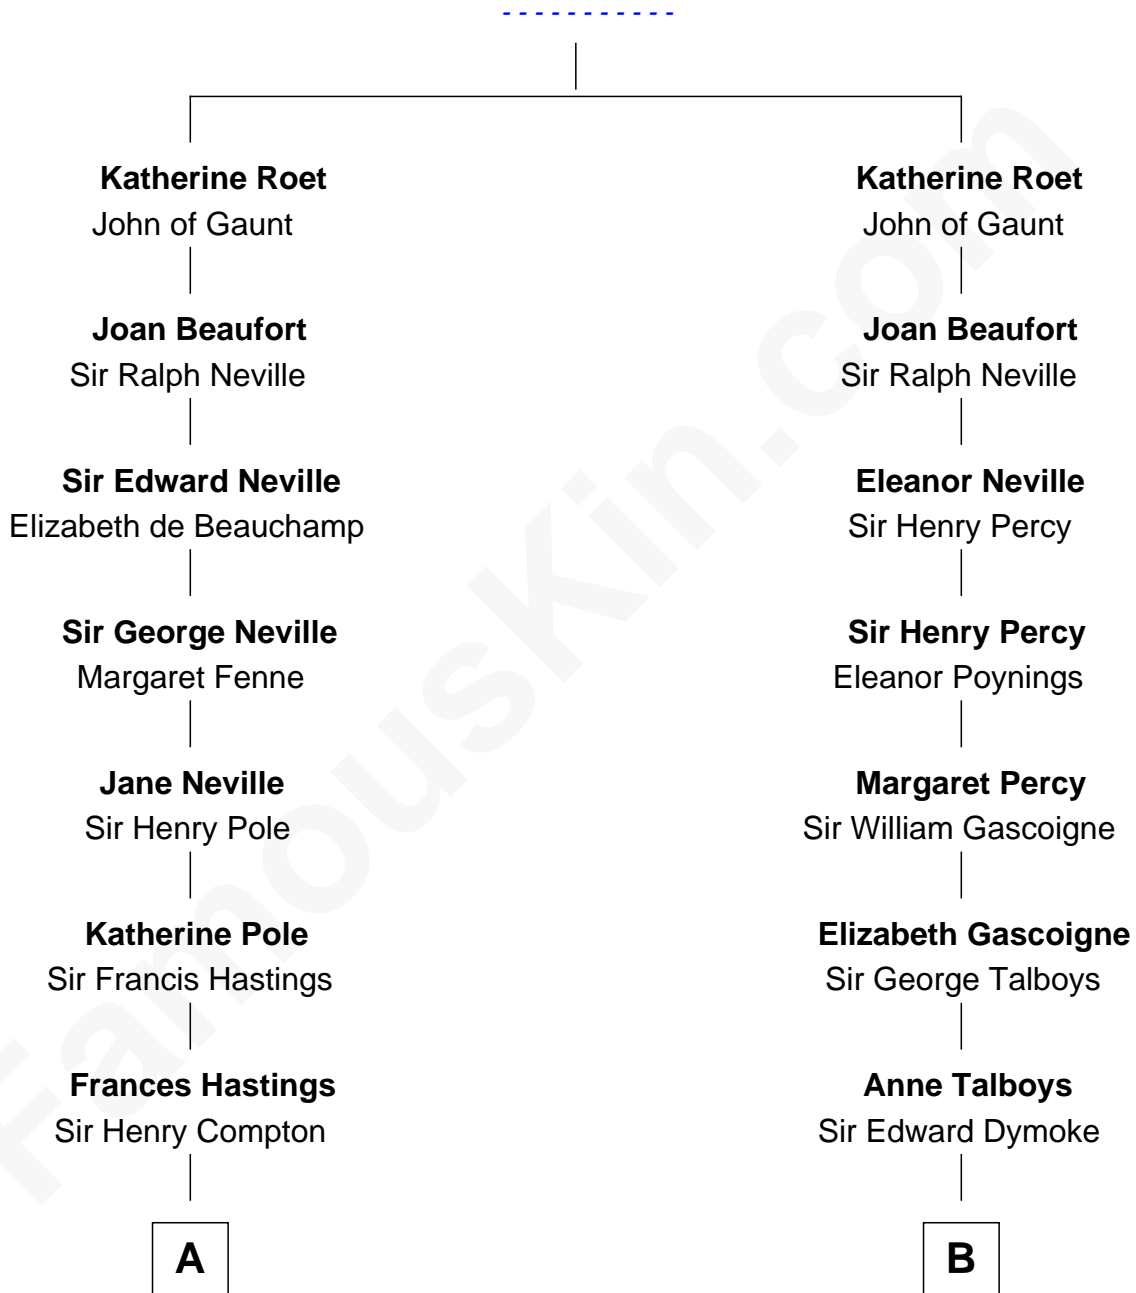 - - - - - - - - - - -
Katherine Roet
John of Gaunt
Katherine Roet
John of Gaunt
Joan Beaufort
Sir Ralph Neville
Joan Beaufort
Sir Ralph Neville
Sir Edward Neville
Elizabeth de Beauchamp
Eleanor Neville
Sir Henry Percy
Sir George Neville
Margaret Fenne
Sir Henry Percy
Eleanor Poynings
Jane Neville
Sir Henry Pole
Margaret Percy
Sir William Gascoigne
Katherine Pole
Sir Francis Hastings
Elizabeth Gascoigne
Sir George Talboys
Frances Hastings
Sir Henry Compton
Anne Talboys
Sir Edward Dymoke
A
B
FamousKin.com